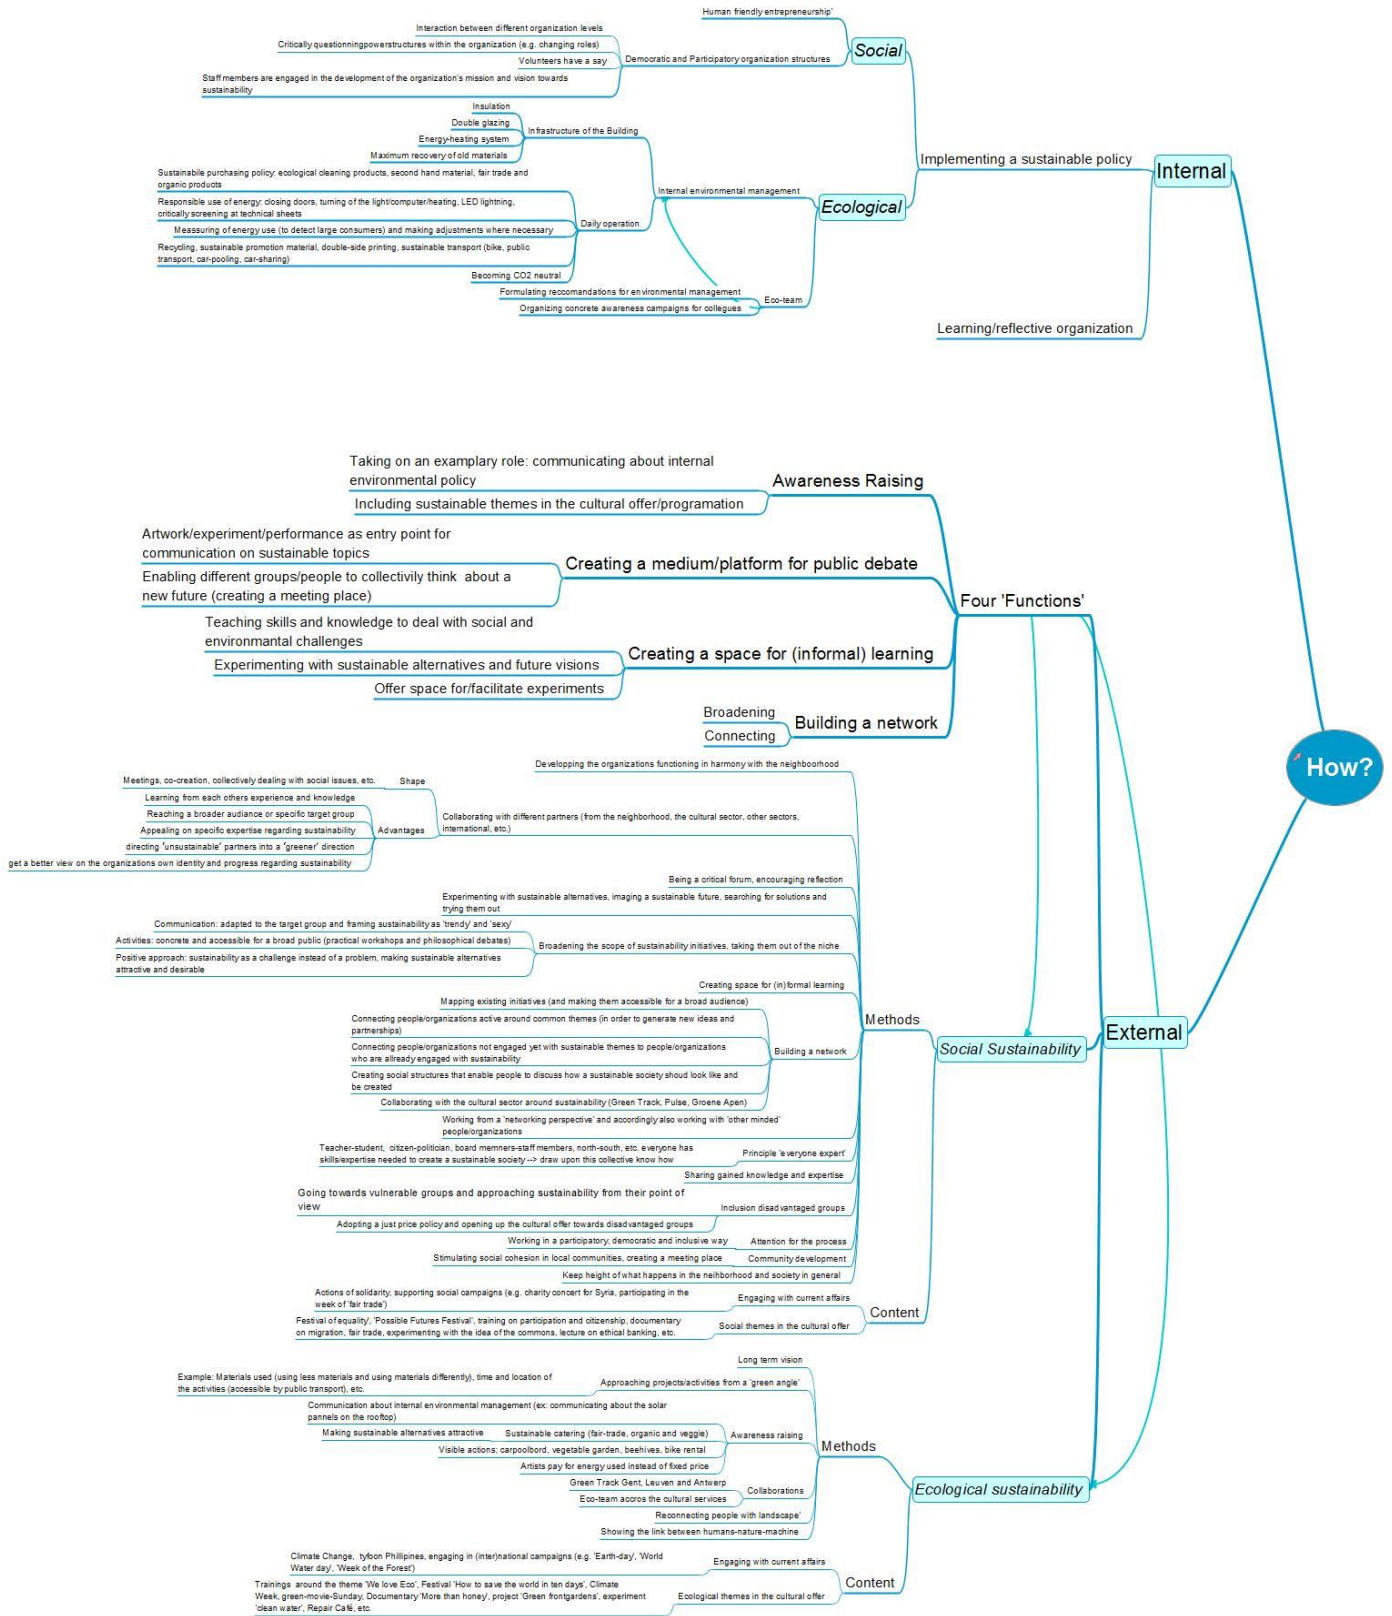 Human friendly entrepreneurship'
Interaction between different organization levels
Critically questionningpowerstructures within the organization (e.g. changing roles)
Volunteers have a say
Staff members are engaged in the development of the organization's mission and vision towards
sustainability
Democratic and Participatory organization structures
Social
Insulation
Double glazing
Energy-heating system
Maximum recovery of old materials
Infrastructure of the Building
Sustainabile purchasing policy: ecological cleaning products, second hand material, fair trade and
organic products
Responsible use of energy: closing doors, turning of the light/computer/heating, LED lightning,
critically screening at technical sheets
Meassuring of energy use (to detect large consumers) and making adjustments where necessary
Recycling, sustainable promotion material, double-side printing, sustainable transport (bike, public
transport, car-pooling, car-sharing)
Becoming CO2 neutral
Daily operation
Internal environmental management
Formulating reccomandations for environmental management
Organizing concrete awareness campaigns for collegues
Eco-team
Ecological
Implementing a sustainable policy
Learning/reflective organization
Internal
Taking on an examplary role: communicating about internal
environmental policy
Including sustainable themes in the cultural offer/programation
Awareness Raising
Artwork/experiment/performance as entry point for
communication on sustainable topics
Enabling different groups/people to collectivily think about a
new future (creating a meeting place)
Creating a medium/platform for public debate
Teaching skills and knowledge to deal with social and
environmantal challenges
Experimenting with sustainable alternatives and future visions
Offer space for/facilitate experiments
Creating a space for (informal) learning
Broadening
Connecting
Building a network
Four 'Functions'
How?
Developping the organizations functioning in harmony with the neighboorhood
Meetings, co-creation, collectively dealing with social issues, etc.
Shape
Learning from each others experience and knowledge
Reaching a broader audiance or specific target group
Appealing on specific expertise regarding sustainability
directing 'unsustainable' partners into a 'greener' direction
get a better view on the organizations own identity and progress regarding sustainability
Advantages
Collaborating with different partners (from the neighborhood, the cultural sector, other sectors,
international, etc.)
Being a critical forum, encouraging reflection
Experimenting with sustainable alternatives, imaging a sustainable future, searching for solutions and
trying them out
Communication: adapted to the target group and framing sustainability as 'trendy' and 'sexy'
Activities: concrete and accessible for a broad public (practical workshops and philosophical debates)
Positive approach: sustainability as a challenge instead of a problem, making sustainable alternatives
attractive and desirable
Broadening the scope of sustainability initiatives, taking them out of the niche
Creating space for (in)formal learning
Mapping existing initiatives (and making them accessible for a broad audience)
Connecting people/organizations active around common themes (in order to generate new ideas and
partnerships)
Connecting people/organizations not engaged yet with sustainable themes to people/organizations
who are allready engaged with sustainability
Creating social structures that enable people to discuss how a sustainable society shoud look like and
be created
Collaborating with the cultural sector around sustainability (Green Track, Pulse, Groene Apen)
Building a network
Working from a 'networking perspective' and accordingly also working with 'other minded'
people/organizations
Teacher-student, citizen-politician, board memners-staff members, north-south, etc. everyone has
skills/expertise needed to create a sustainable society --> draw upon this collective know how
Principle 'everyone expert'
Sharing gained knowledge and expertise
Going towards vulnerable groups and approaching sustainability from their point of
view
Adopting a just price policy and opening up the cultural offer towards disadvantaged groups
Inclusion disadvantaged groups
Working in a participatory, democratic and inclusive way
Attention for the process
Stimulating social cohesion in local communities, creating a meeting place
Community development
Keep height of what happens in the neihborhood and society in general
Methods
Social Sustainability
External
Actions of solidarity, supporting social campaigns (e.g. charity concert for Syria, participating in the
week of 'fair trade')
Engaging with current affairs
Festival of equality', 'Possible Futures Festival', training on participation and citizenship, documentary
on migration, fair trade, experimenting with the idea of the commons, lecture on ethical banking, etc.
Social themes in the cultural offer
Content
Long term vision
Example: Materials used (using less materials and using materials differently), time and location of
the activities (accessible by public transport), etc.
Approaching projects/activities from a 'green angle'
Communication about internal environmental management (ex: communicating about the solar
pannels on the rooftop)
Making sustainable alternatives attractive
Sustainable catering (fair-trade, organic and veggie)
Visible actions; carpoolbord, vegetable garden, beehives, bike rental
Artists pay for energy used instead of fixed price
Awareness raising
Green Track Gent, Leuven and Antwerp
Eco-team accros the cultural services
Collaborations
Reconnecting people with landscape'
Showing the link between humans-nature-machine
Methods
Ecological sustainability
Climate Change, tyfoon Phillipines, engaging in (inter)national campaigns (e.g. 'Earth-day', 'World
Water day', 'Week of the Forest')
Engaging with current affairs
Trainings around the theme 'We love Eco', Festival 'How to save the world in ten days', Climate
Week, green-movie-Sunday, Documentary 'More than honey', project 'Green frontgardens', experiment
'clean water', Repair Café, etc.
Ecological themes in the cultural offer
Content